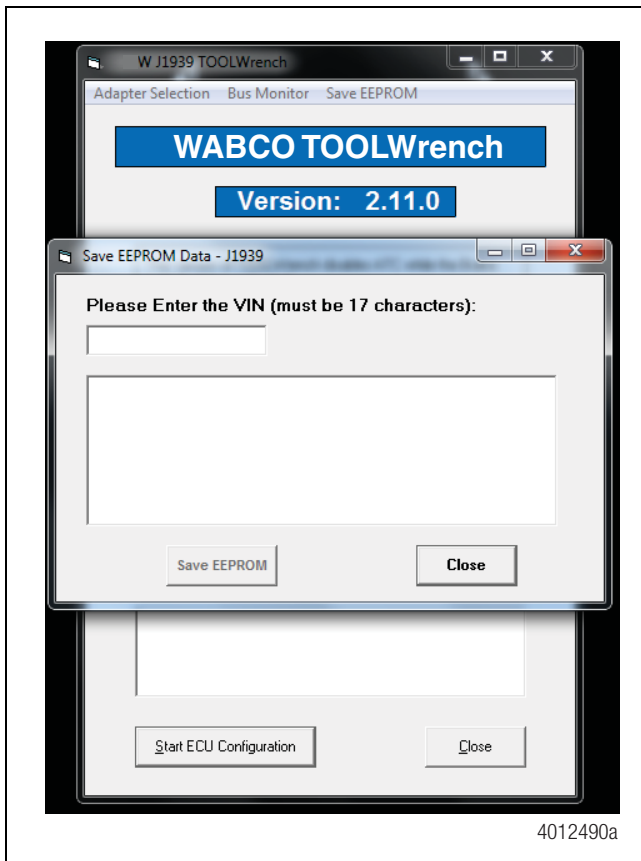 W J1939 TOOLWrench
Adapter Selection Bus Monitor Save EEPROM
WABCO TOOLWrench
Version: 2.11.0
Save EEPROM Data - J1939
Please Enter the VIN (must be 17 characters):
Save EEPROM Close
Start ECU Configuration Close
4012490a